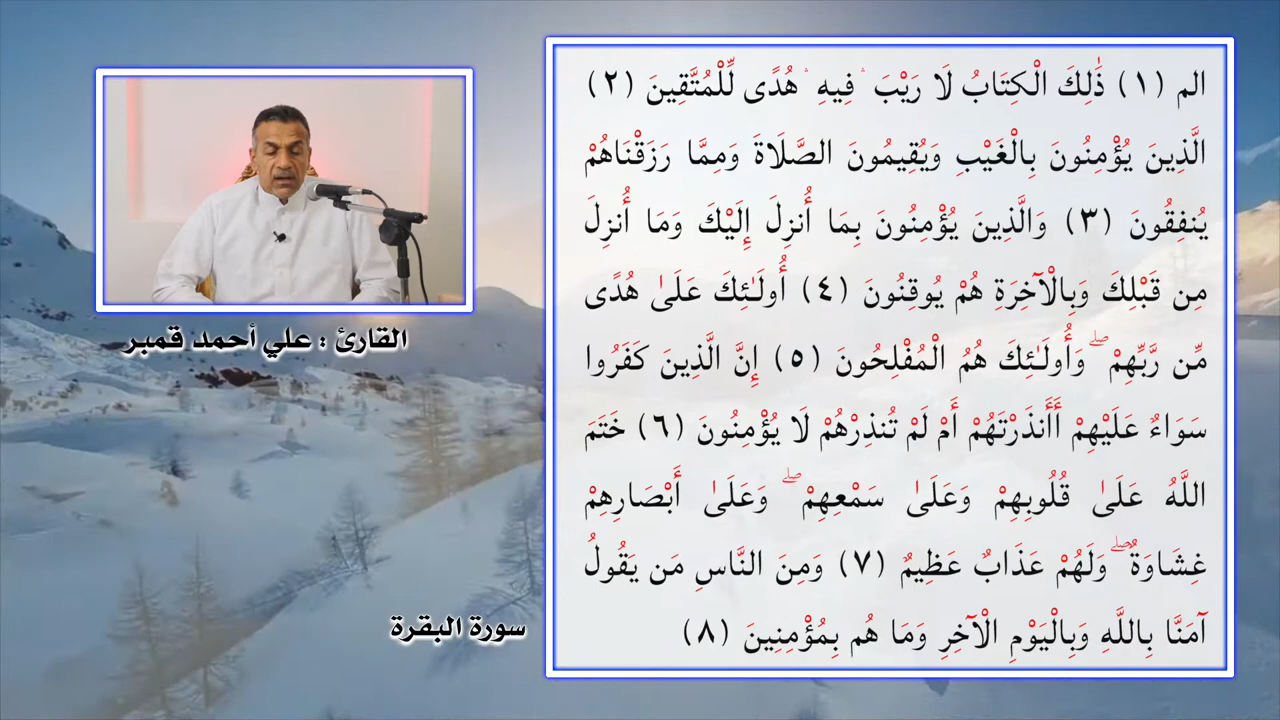 الم ﴿١﴾ ذَٰلِكَ الْكِتَابُ لَا رَيْبَ ۛ فِيهِ ۛ هُدًى لِّلْمُتَّقِينَ ﴿٢﴾
الَّذِينَ يُؤْمِنُونَ بِالْغَيْبِ وَيُقِيمُونَ الصَّلَاةَ وَمِمَّا رَزَقْنَاهُمْ
يُنفِقُونَ ﴿٣﴾ وَالَّذِينَ يُؤْمِنُونَ بِمَا أُنزِلَ إِلَيْكَ وَمَا أُنزِلَ
مِن قَبْلِكَ وَبِالْآخِرَةِ هُمْ يُوقِنُونَ ﴿٤﴾ أُولَـٰئِكَ عَلَىٰ هُدًى
مِّن رَّبِّهِمْ ۖ وَأُولَـٰئِكَ هُمُ الْمُفْلِحُونَ ﴿٥﴾ إِنَّ الَّذِينَ كَفَرُوا
سَوَاءٌ عَلَيْهِمْ أَأَنذَرْتَهُمْ أَمْ لَمْ تُنذِرْهُمْ لَا يُؤْمِنُونَ ﴿٦﴾ خَتَمَ
اللَّهُ عَلَىٰ قُلُوبِهِمْ وَعَلَىٰ سَمْعِهِمْ ۖ وَعَلَىٰ أَبْصَارِهِمْ
غِشَاوَةٌ ۖ وَلَهُمْ عَذَابٌ عَظِيمٌ ﴿٧﴾ وَمِنَ النَّاسِ مَن يَقُولُ
آمَنَّا بِاللَّهِ وَبِالْيَوْمِ الْآخِرِ وَمَا هُم بِمُؤْمِنِينَ ﴿٨﴾
القارئ : علي أحمد قمبر
سورة البقرة